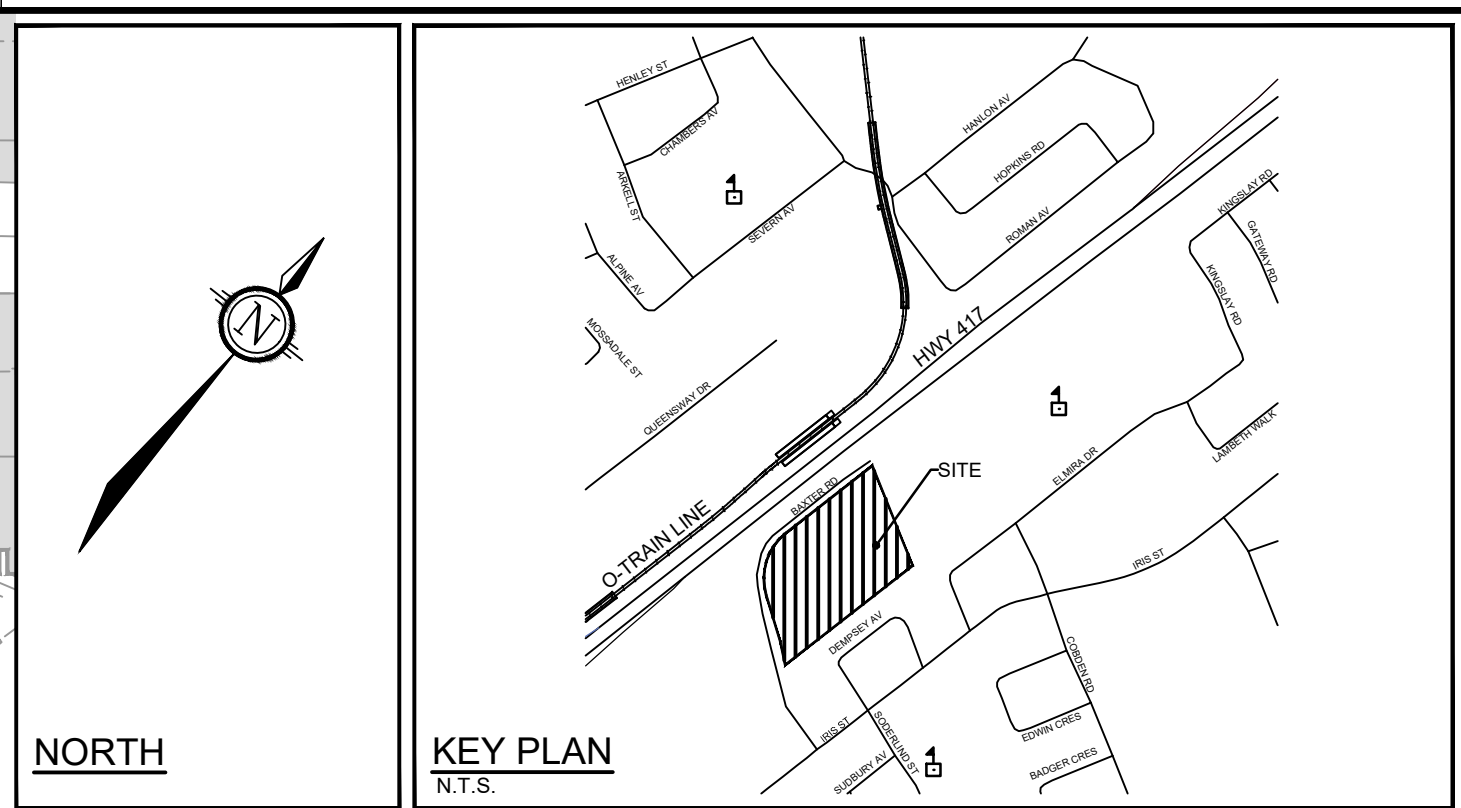 HENLEY ST
CHAMBERS AV
ARKELL ST
SEVERN AV
ALPINE AV
MOSSADALE ST
QUEENSWAY DR
HANLON AV
HOPKINS RD
ROMAN AV
KINGSLAY RD
GATEWAY RD
KINGSLAY RD
HWY 417
LAMBETH WALK
ELMIRA DR
SITE
BAXTER RD
O-TRAIN LINE
IRIS ST
DEMPSEY AV
COBDEN RD
EDWIN CRES
BADGER CRES
IRIS ST
SODERLIND ST
SUDBURY AV
N
NORTH
KEY PLAN
N.T.S.